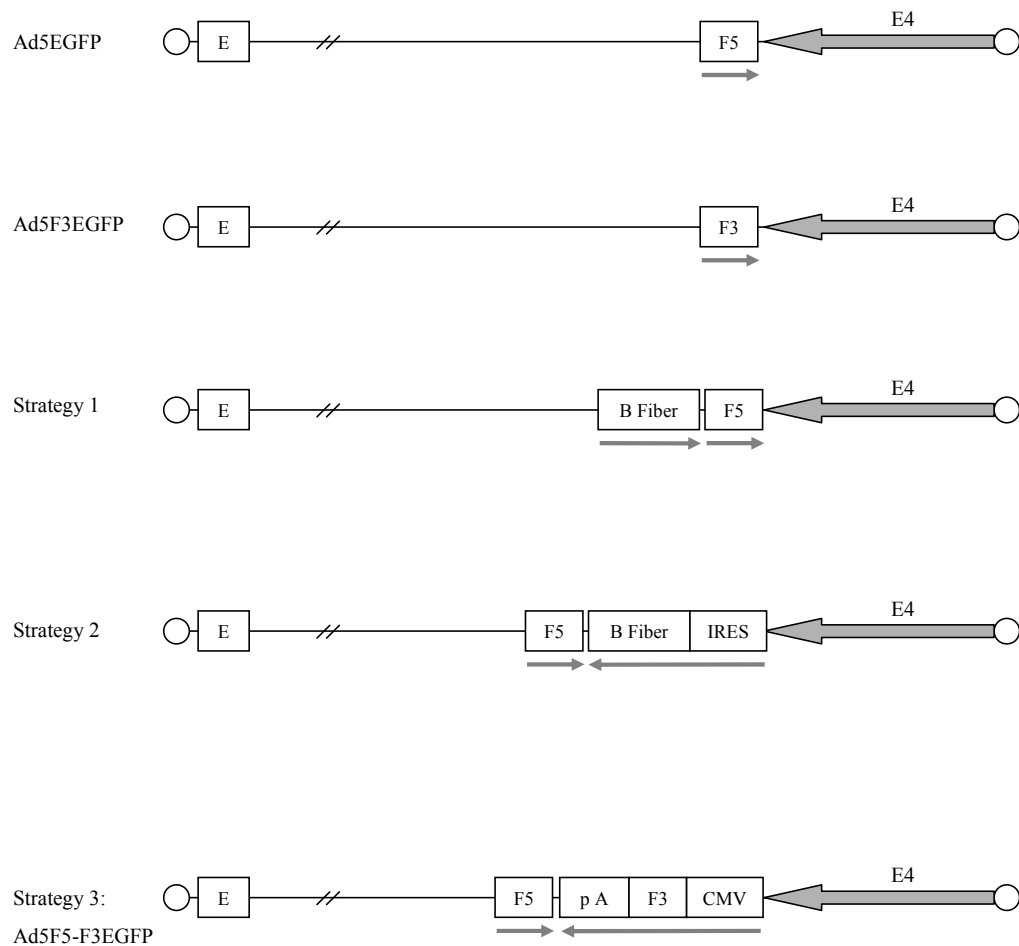 E4
Ad5EGFP E F5
E4
Ad5F3EGFP E F3
E4
Strategy 1 E B Fiber F5
E4
Strategy 2 E F5 B Fiber IRES
E4
Strategy 3: E F5 p A F3 CMV
Ad5F5-F3EGFP